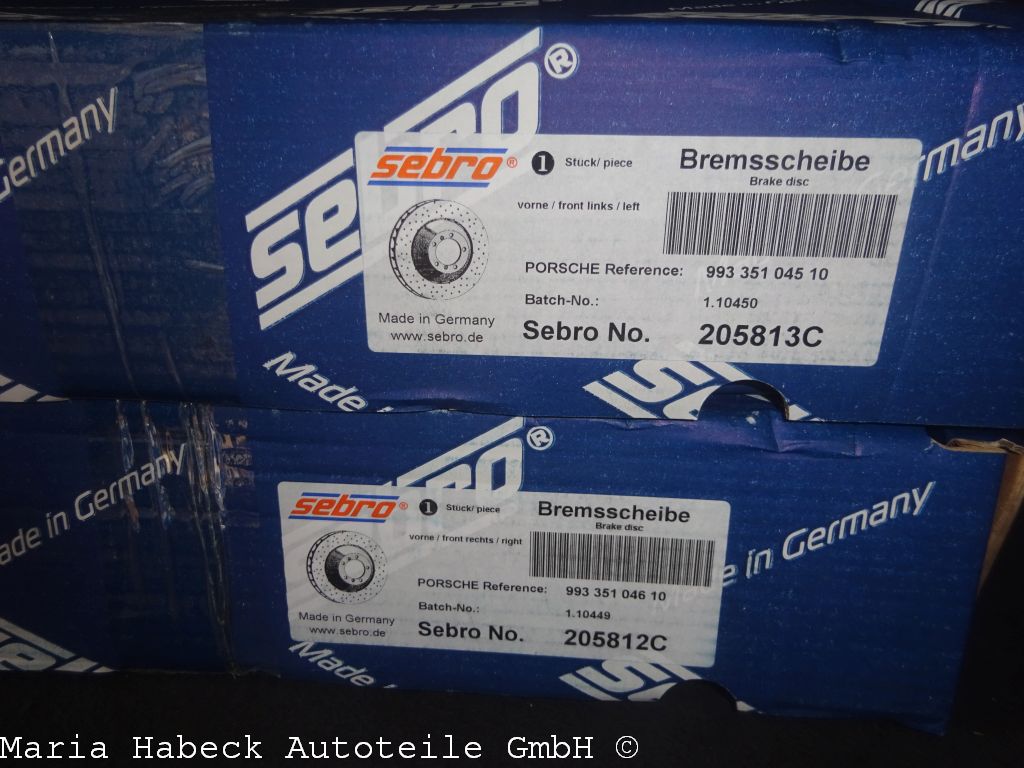 Made in
Germany
sebro®
Made in Germany
sebro®
1 Stück/ piece
Bremsscheibe
Brake disc
vorne / front links / left
PORSCHE Reference: 993 351 045 10
Batch-No.: 1.10450
Sebro No. 205813C
Made in Germany
www.sebro.de
Made in
Made in Germany
sebro®
Made in Germany
sebro®
1 Stück/ piece
Bremsscheibe
Brake disc
vorne / front rechts / right
PORSCHE Reference: 993 351 046 10
Batch-No.: 1.10449
Sebro No. 205812C
Made in Germany
www.sebro.de
Made in
Maria Habeck Autoteile GmbH ©